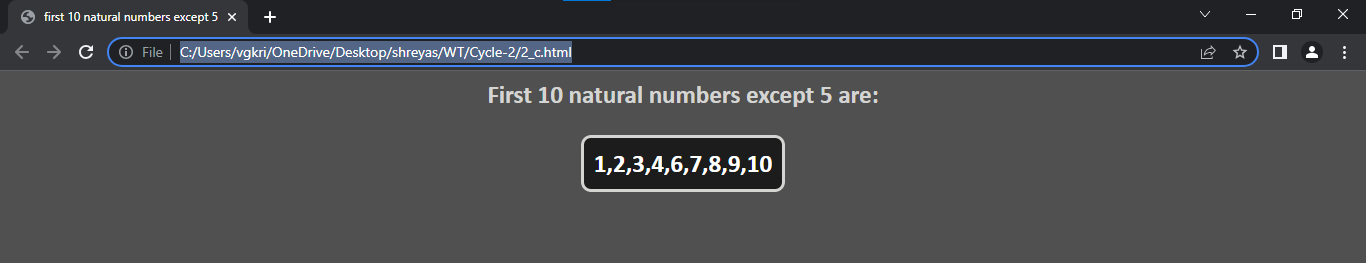 first 10 natural numbers except 5
File
C:/Users/vgkri/OneDrive/Desktop/shreyas/WT/Cycle-2/2_c.html
First 10 natural numbers except 5 are:
1,2,3,4,6,7,8,9,10